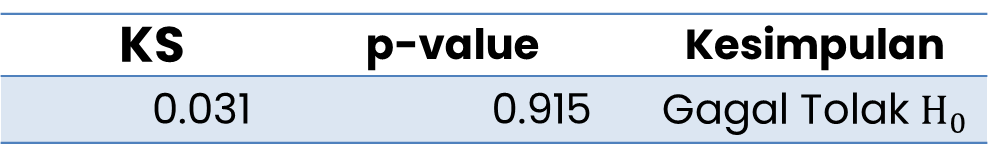 KS p-value Kesimpulan
0.031 0.915 Gagal Tolak H₀